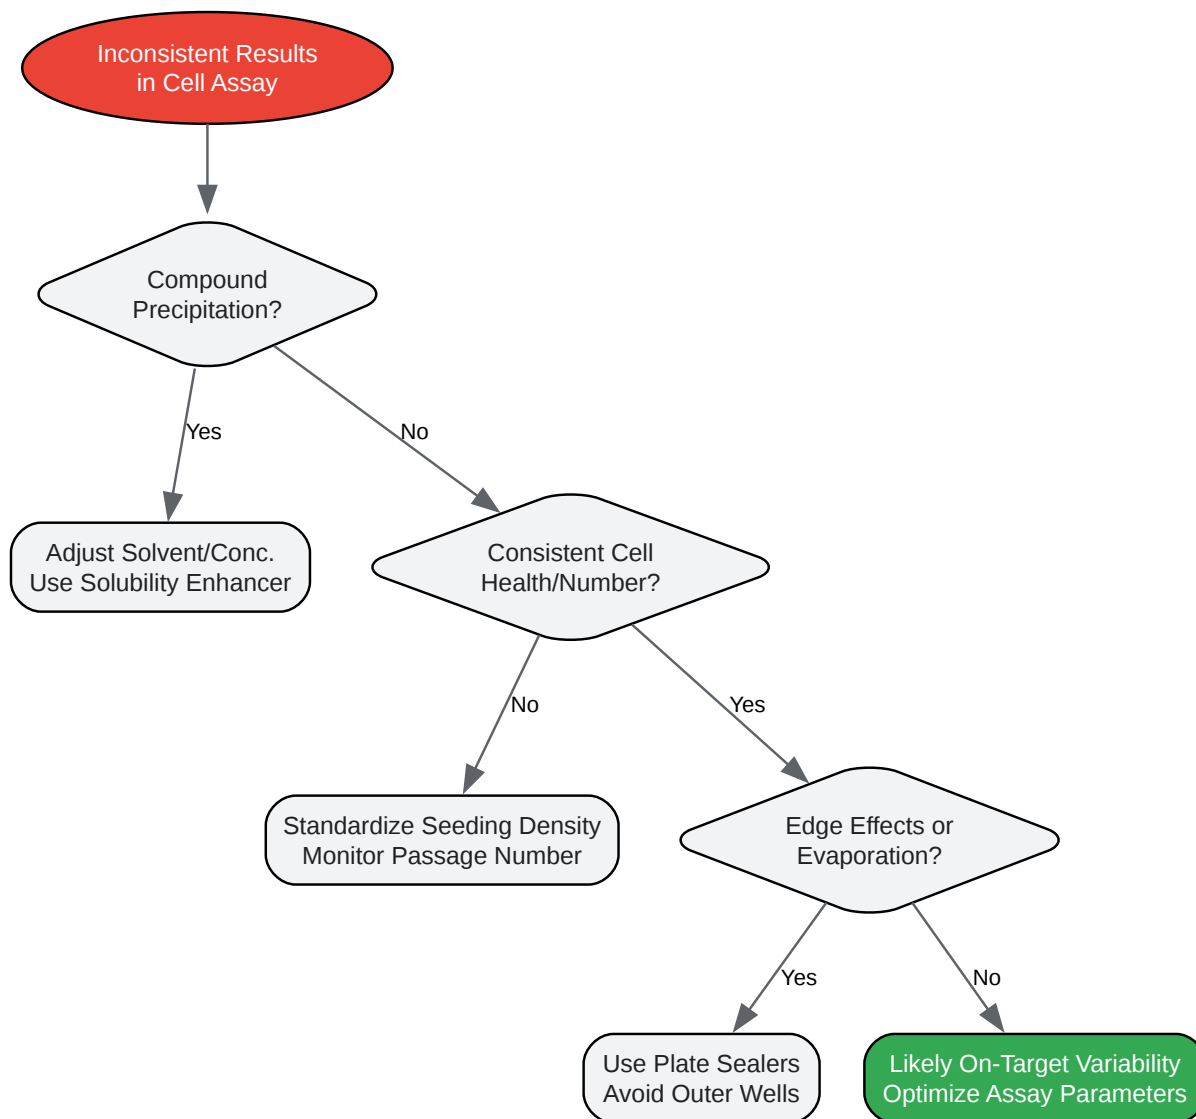 Inconsistent Results
in Cell Assay
Compound
Precipitation?
Yes
No
Adjust Solvent/Conc.
Use Solubility Enhancer
Consistent Cell
Health/Number?
No
Yes
Standardize Seeding Density
Monitor Passage Number
Edge Effects or
Evaporation?
Yes
No
Use Plate Sealers
Avoid Outer Wells
Likely On-Target Variability
Optimize Assay Parameters